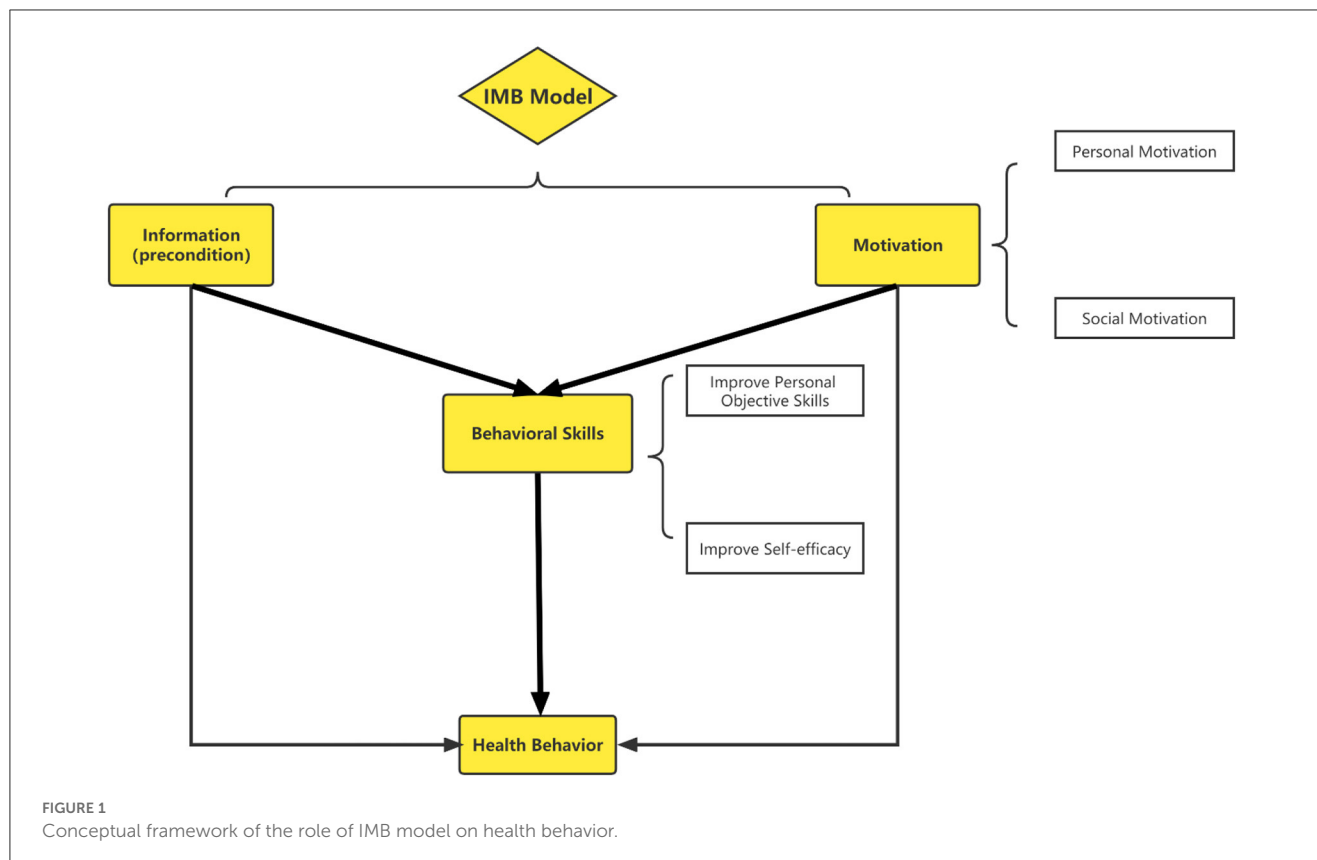 IMB Model
Personal Motivation
Information
(precondition)
Motivation
Social Motivation
Improve Personal
Objective Skills
Behavioral Skills
Improve Self-efficacy
Health Behavior
FIGURE 1
Conceptual framework of the role of IMB model on health behavior.